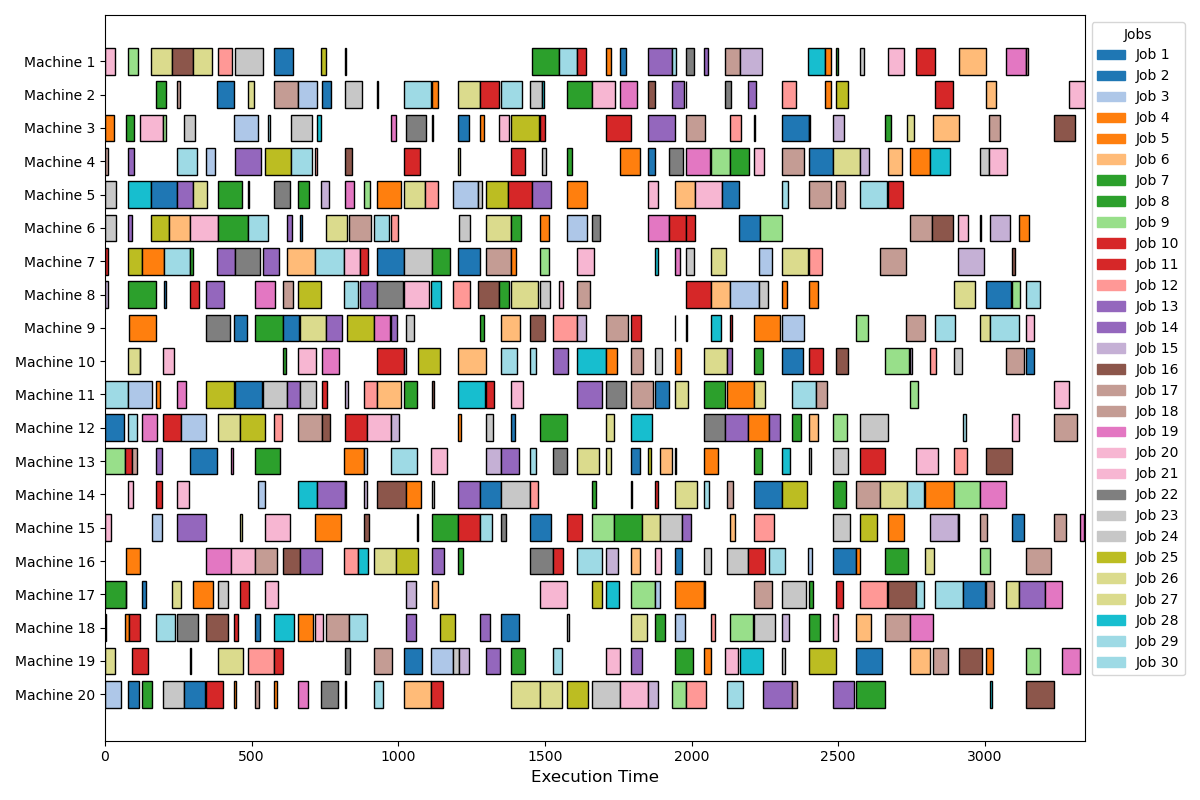 Machine 1
Machine 2
Machine 3
Machine 4
Machine 5
Machine 6
Machine 7
Machine 8
Machine 9
Machine 10
Machine 11
Machine 12
Machine 13
Machine 14
Machine 15
Machine 16
Machine 17
Machine 18
Machine 19
Machine 20
0 500 1000 1500 2000 2500 3000
Execution Time
Jobs
Job 1
Job 2
Job 3
Job 4
Job 5
Job 6
Job 7
Job 8
Job 9
Job 10
Job 11
Job 12
Job 13
Job 14
Job 15
Job 16
Job 17
Job 18
Job 19
Job 20
Job 21
Job 22
Job 23
Job 24
Job 25
Job 26
Job 27
Job 28
Job 29
Job 30